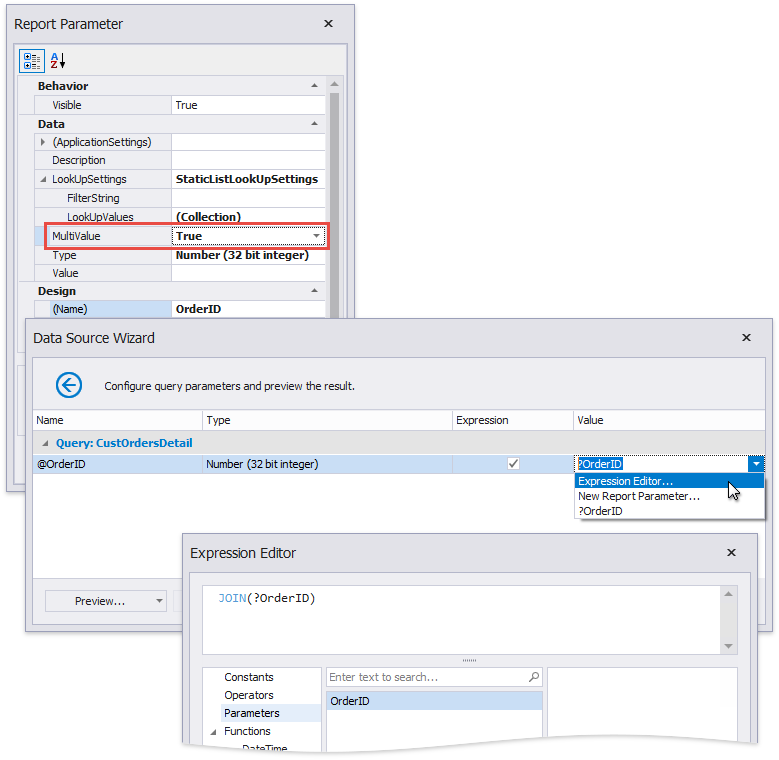 Report Parameter
A
Z
Behavior
Visible True
Data
(ApplicationSettings)
Description
LookUpSettings StaticListLookUpSettings
FilterString
LookUpValues (Collection)
MultiValue True
Type Number (32 bit integer)
Value
Design
(Name) OrderID
Data Source Wizard
Configure query parameters and preview the result.
Name Type Expression Value
Query: CustOrdersDetail
@OrderID Number (32 bit integer) ?OrderID
Expression Editor...
New Report Parameter...
?OrderID
Preview...
Expression Editor
JOIN(?OrderID)
Constants
Operators
Parameters
Functions
DateTime
Enter text to search...
OrderID